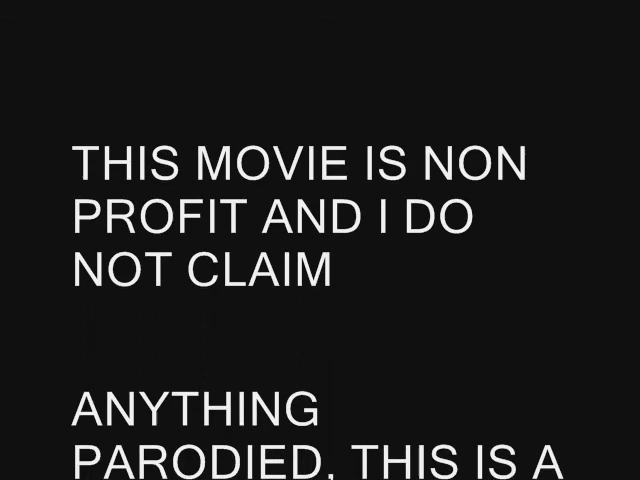 THIS MOVIE IS NON
PROFIT AND I DO
NOT CLAIM
ANYTHING
PARODIED, THIS IS A